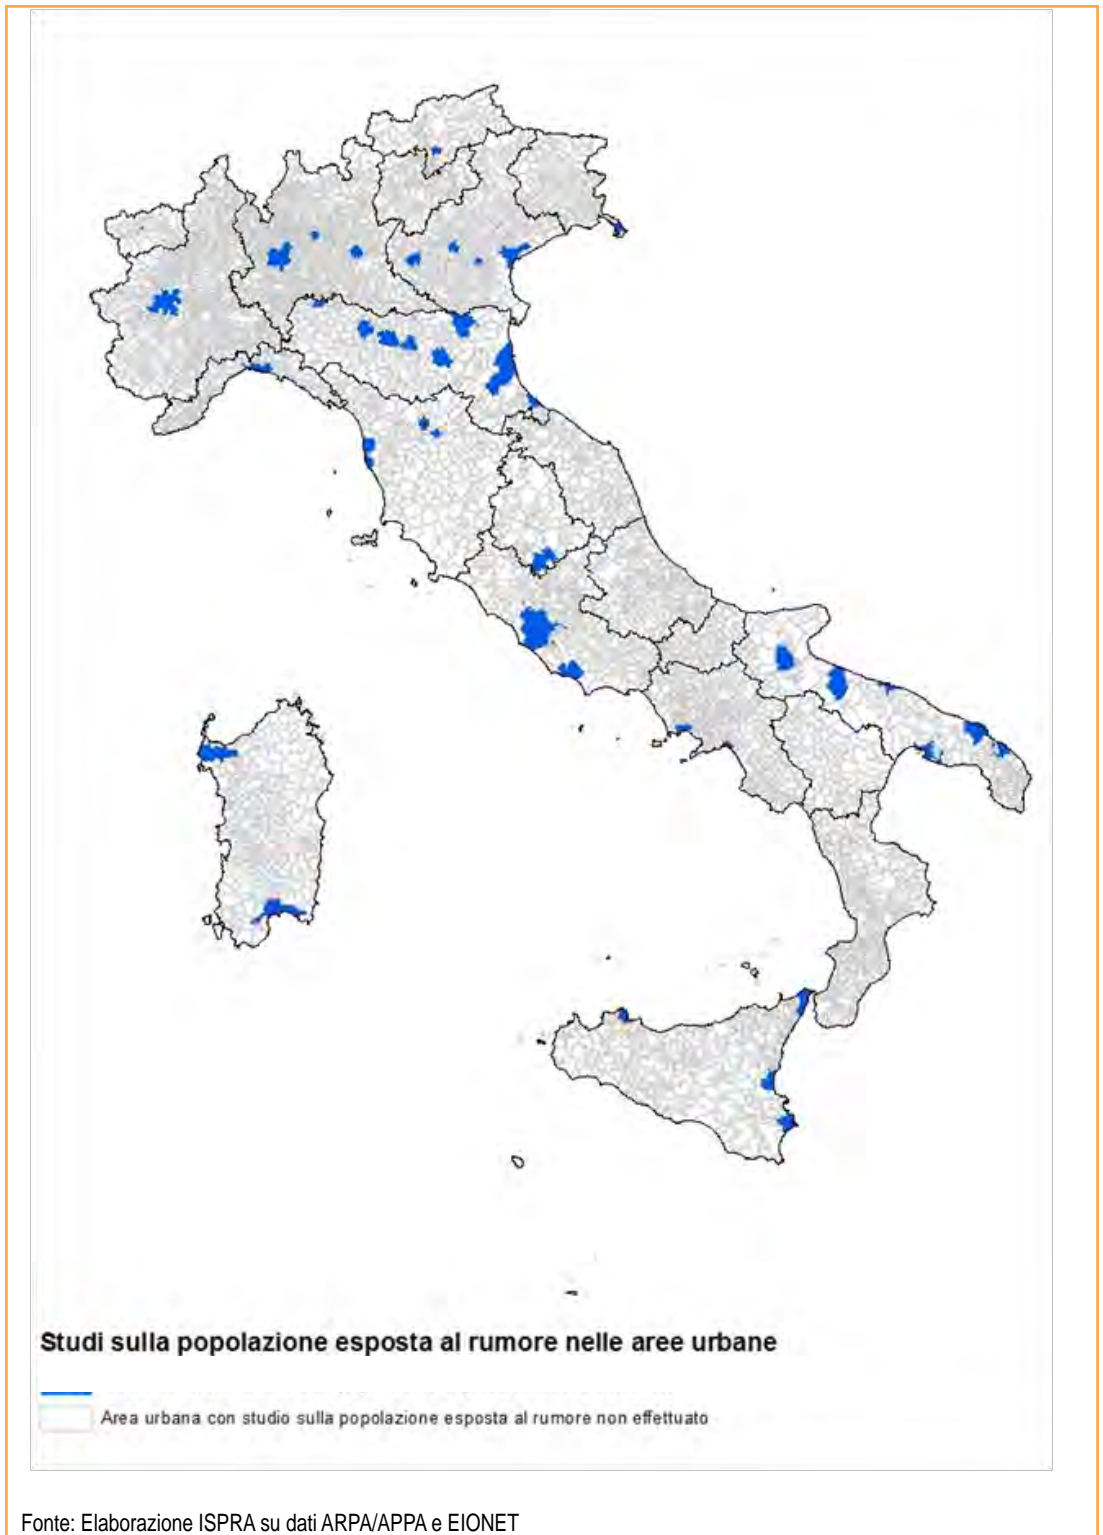 Studi sulla popolazione esposta al rumore nelle aree urbane
Area urbana con studio sulla popolazione esposta al rumore non effettuato
Fonte: Elaborazione ISPRA su dati ARPA/APPA e EIONET